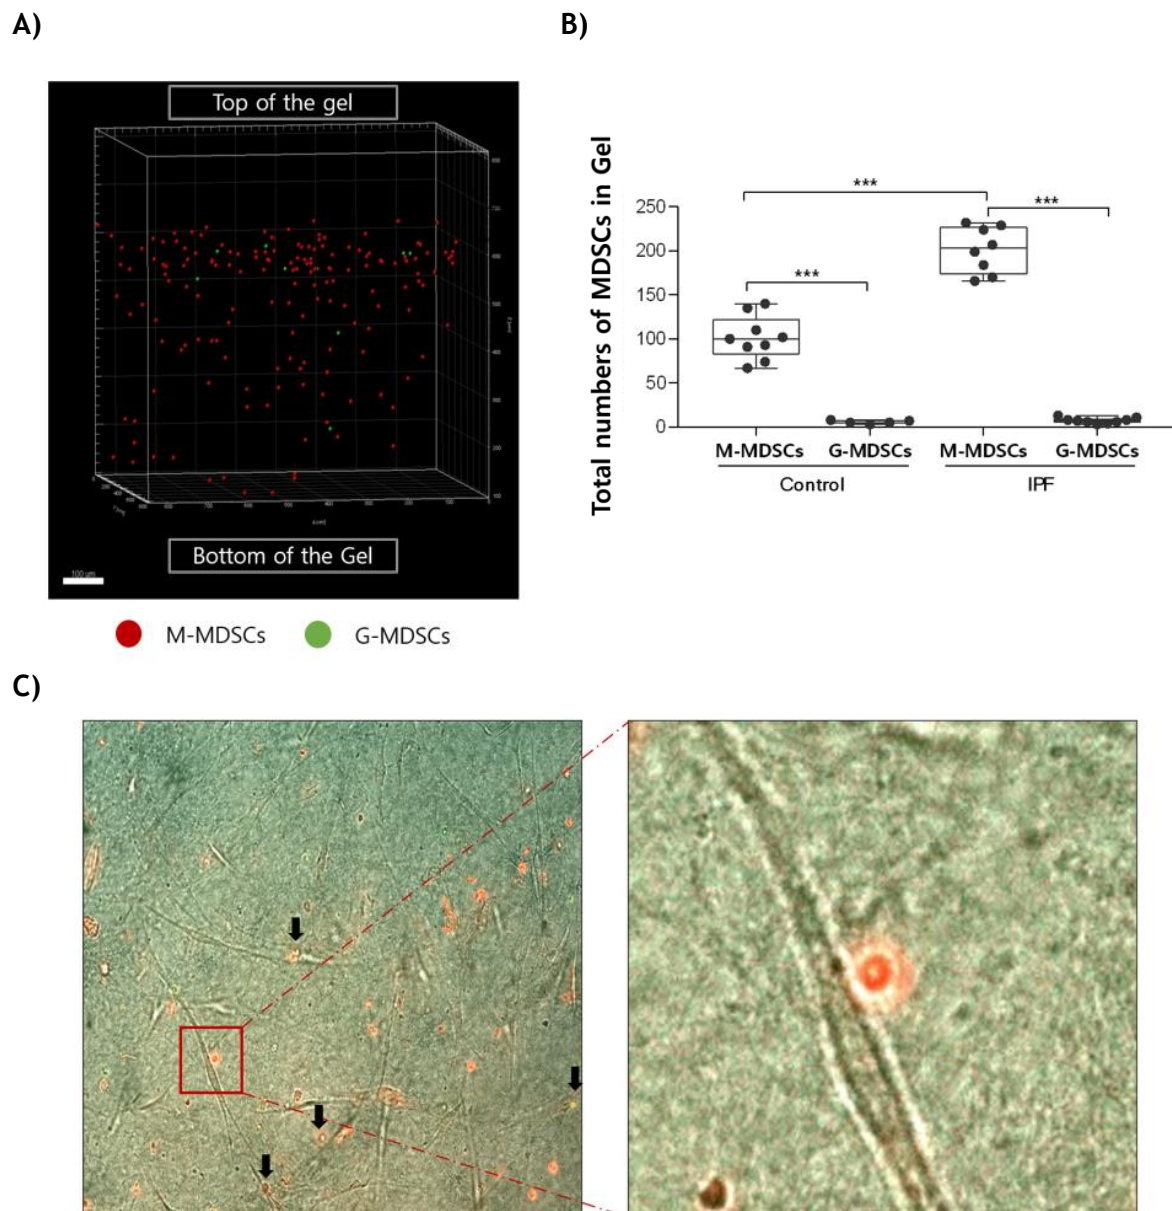 A)
B)
Top of the gel
Bottom of the Gel
100 um
M-MDSCs G-MDSCs
Total numbers of MDSCs in Gel
250
200
150
100
50
0
***
***
***
M-MDSCs G-MDSCs M-MDSCs G-MDSCs
Control IPF
C)